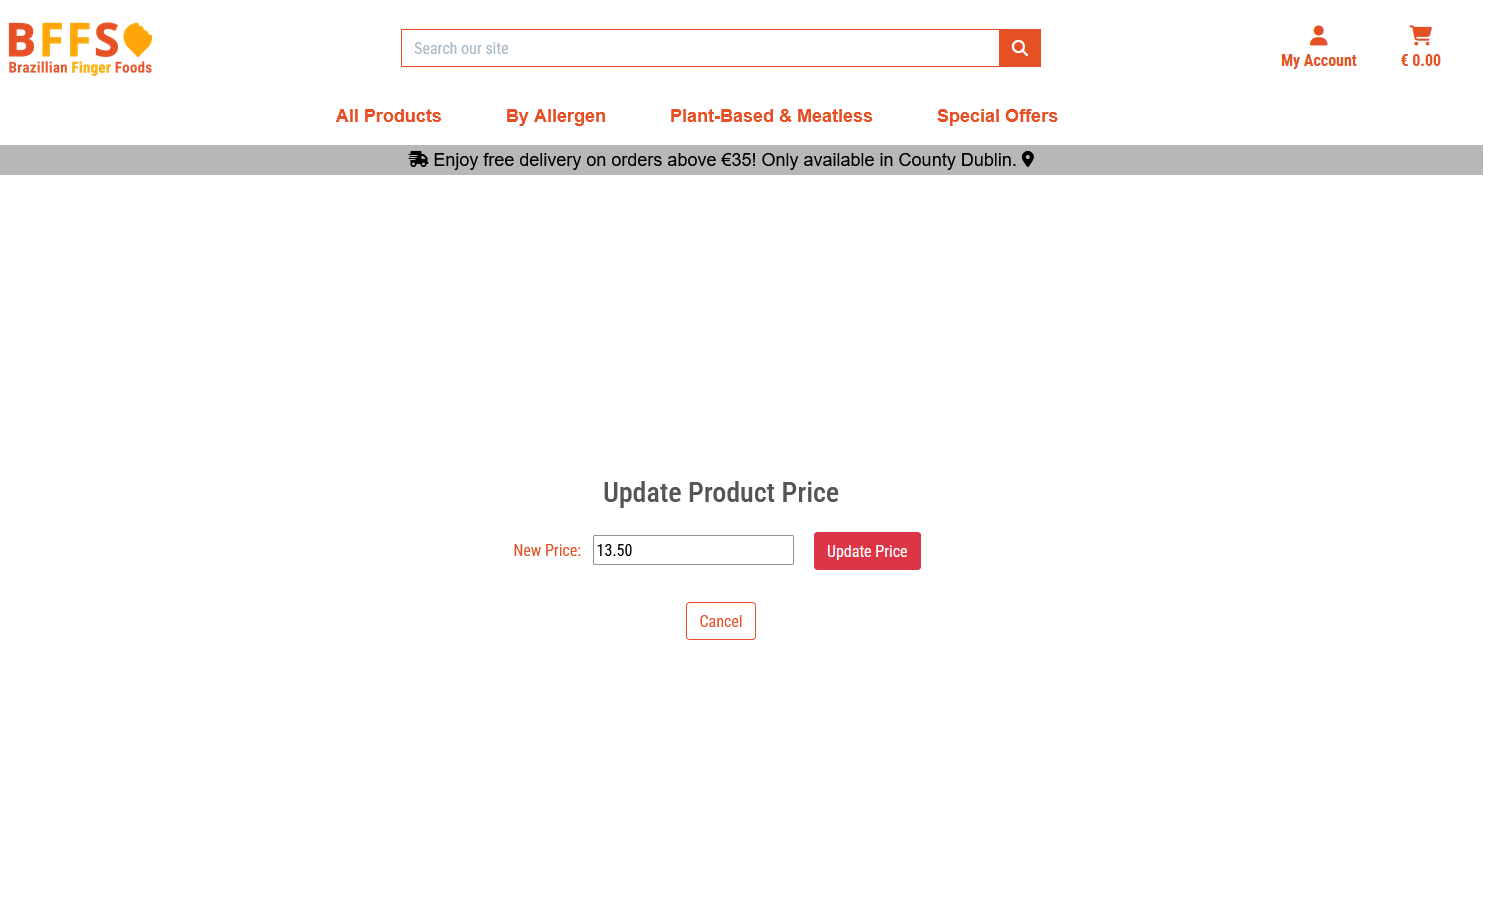 BFFS
Brazillian Finger Foods
Search our site
My Account
€ 0.00
All Products By Allergen Plant-Based & Meatless Special Offers
Enjoy free delivery on orders above €35! Only available in County Dublin.
Update Product Price
New Price: 13.50 Update Price
Cancel